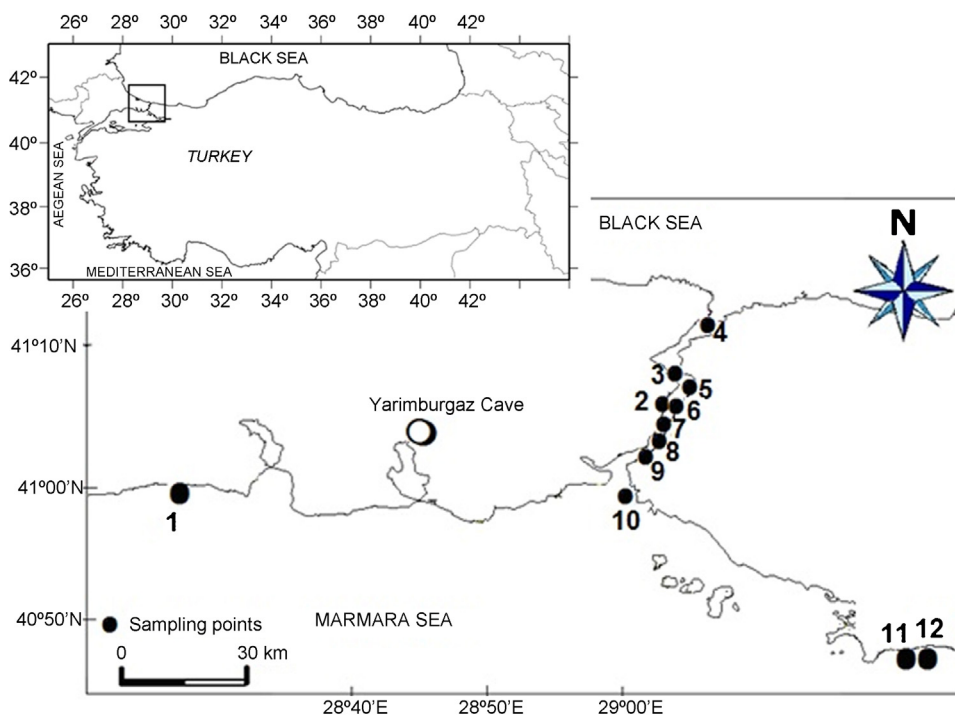 26º 28º 30º 32º 34º 36º 38º 40º 42º
BLACK SEA
42º
40º
38º
36º
AEGEAN SEA
TURKEY
MEDITERRANEAN SEA
26º 28º 30º 32º 34º 36º 38º 40º 42º
BLACK SEA
N
41º10'N
4
3
5
2
6
Yarimburgaz Cave
7
8
9
41º00'N
1
10
40º50'N
Sampling points
MARMARA SEA
11 12
0 30 km
28º40'E 28º50'E 29º00'E